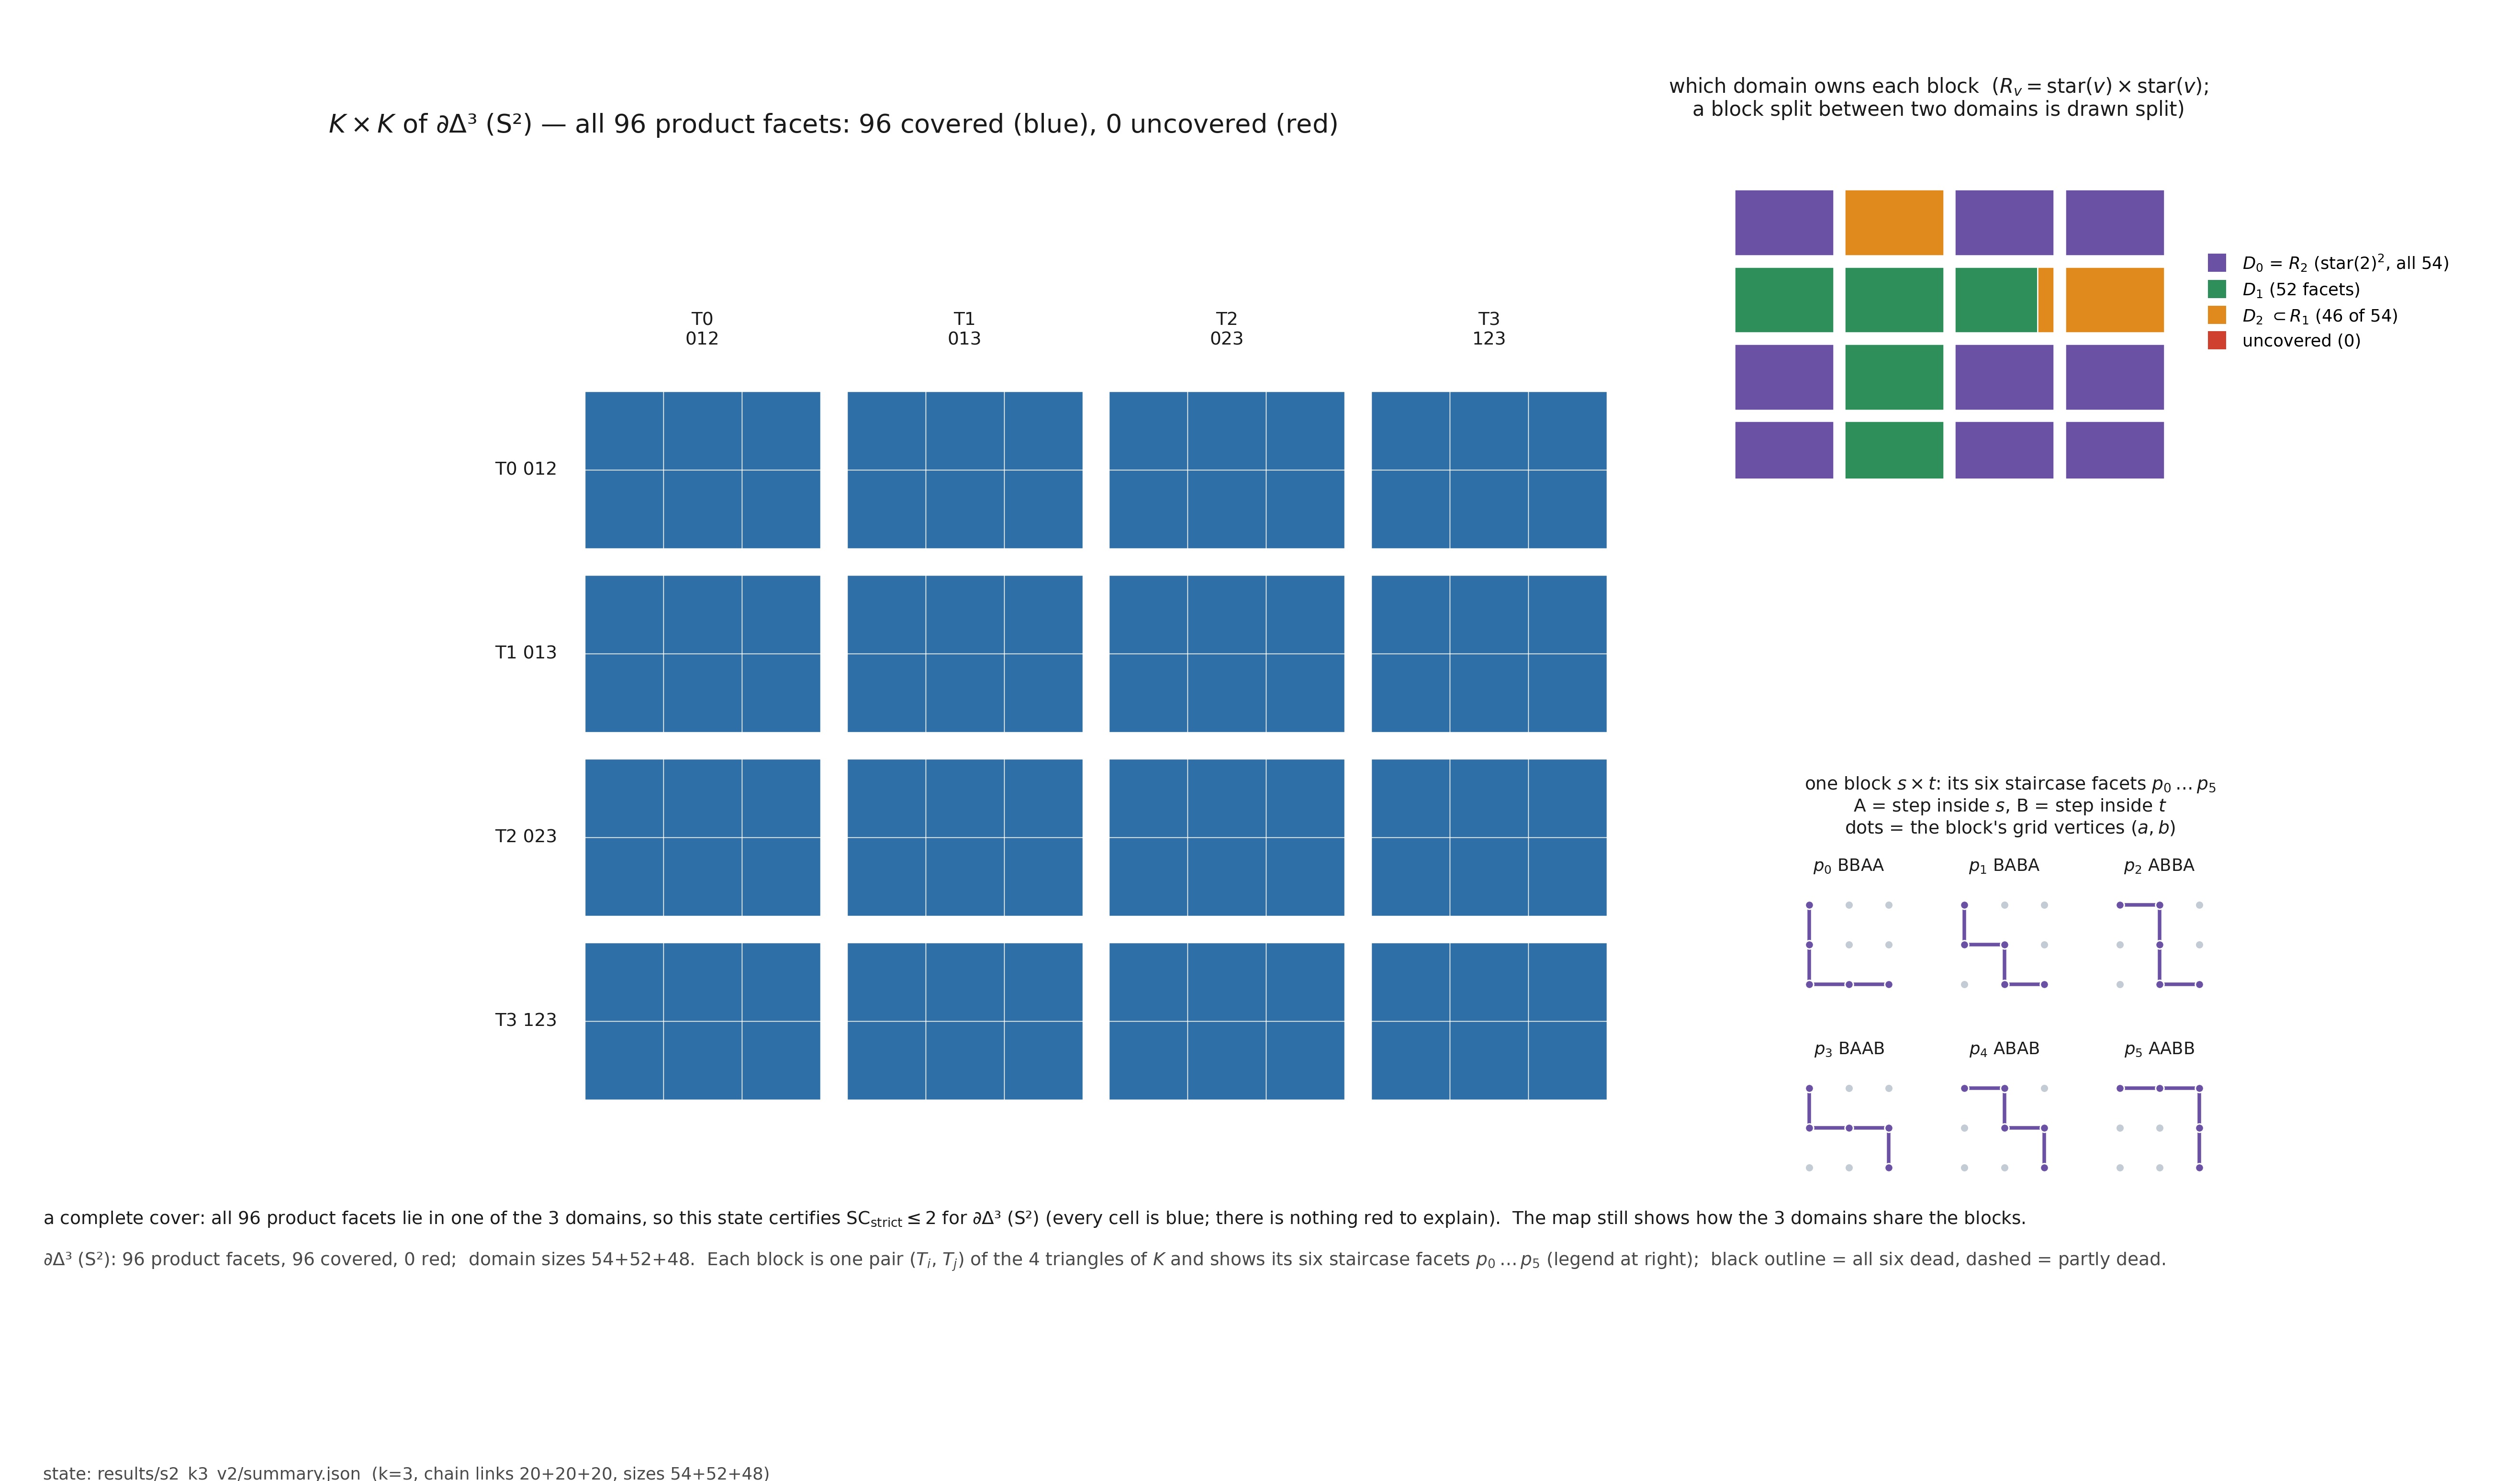 K × K of ∂Δ³ (S²) — all 96 product facets: 96 covered (blue), 0 uncovered (red)
which domain owns each block (Rᵥ = star(v) × star(v);
a block split between two domains is drawn split)
D₀ = R₂ (star(2)², all 54)
D₁ (52 facets)
D₂ ⊂ R₁ (46 of 54)
uncovered (0)
T0 T1 T2 T3
012 013 023 123
T0 012
T1 013
T2 023
T3 123
one block s × t: its six staircase facets p₀ … p₅
A = step inside s, B = step inside t
dots = the block's grid vertices (a, b)
p₀ BBAA p₁ BABA p₂ ABBA
p₃ BAAB p₄ ABAB p₅ AABB
a complete cover: all 96 product facets lie in one of the 3 domains, so this state certifies SC_strict ≤ 2 for ∂Δ³ (S²) (every cell is blue; there is nothing red to explain). The map still shows how the 3 domains share the blocks.
∂Δ³ (S²): 96 product facets, 96 covered, 0 red; domain sizes 54+52+48. Each block is one pair (Tᵢ, Tⱼ) of the 4 triangles of K and shows its six staircase facets p₀ … p₅ (legend at right); black outline = all six dead, dashed = partly dead.
state: results/s2_k3_v2/summary.json (k=3, chain links 20+20+20, sizes 54+52+48)